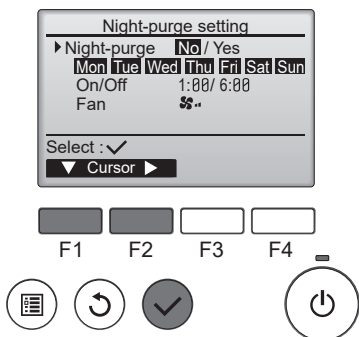 Night-purge setting
Night-purge No / Yes
Mon Tue Wed Thu Fri Sat Sun
On/Off 1:00/ 6:00
Fan
Select :
Cursor
F1 F2 F3 F4